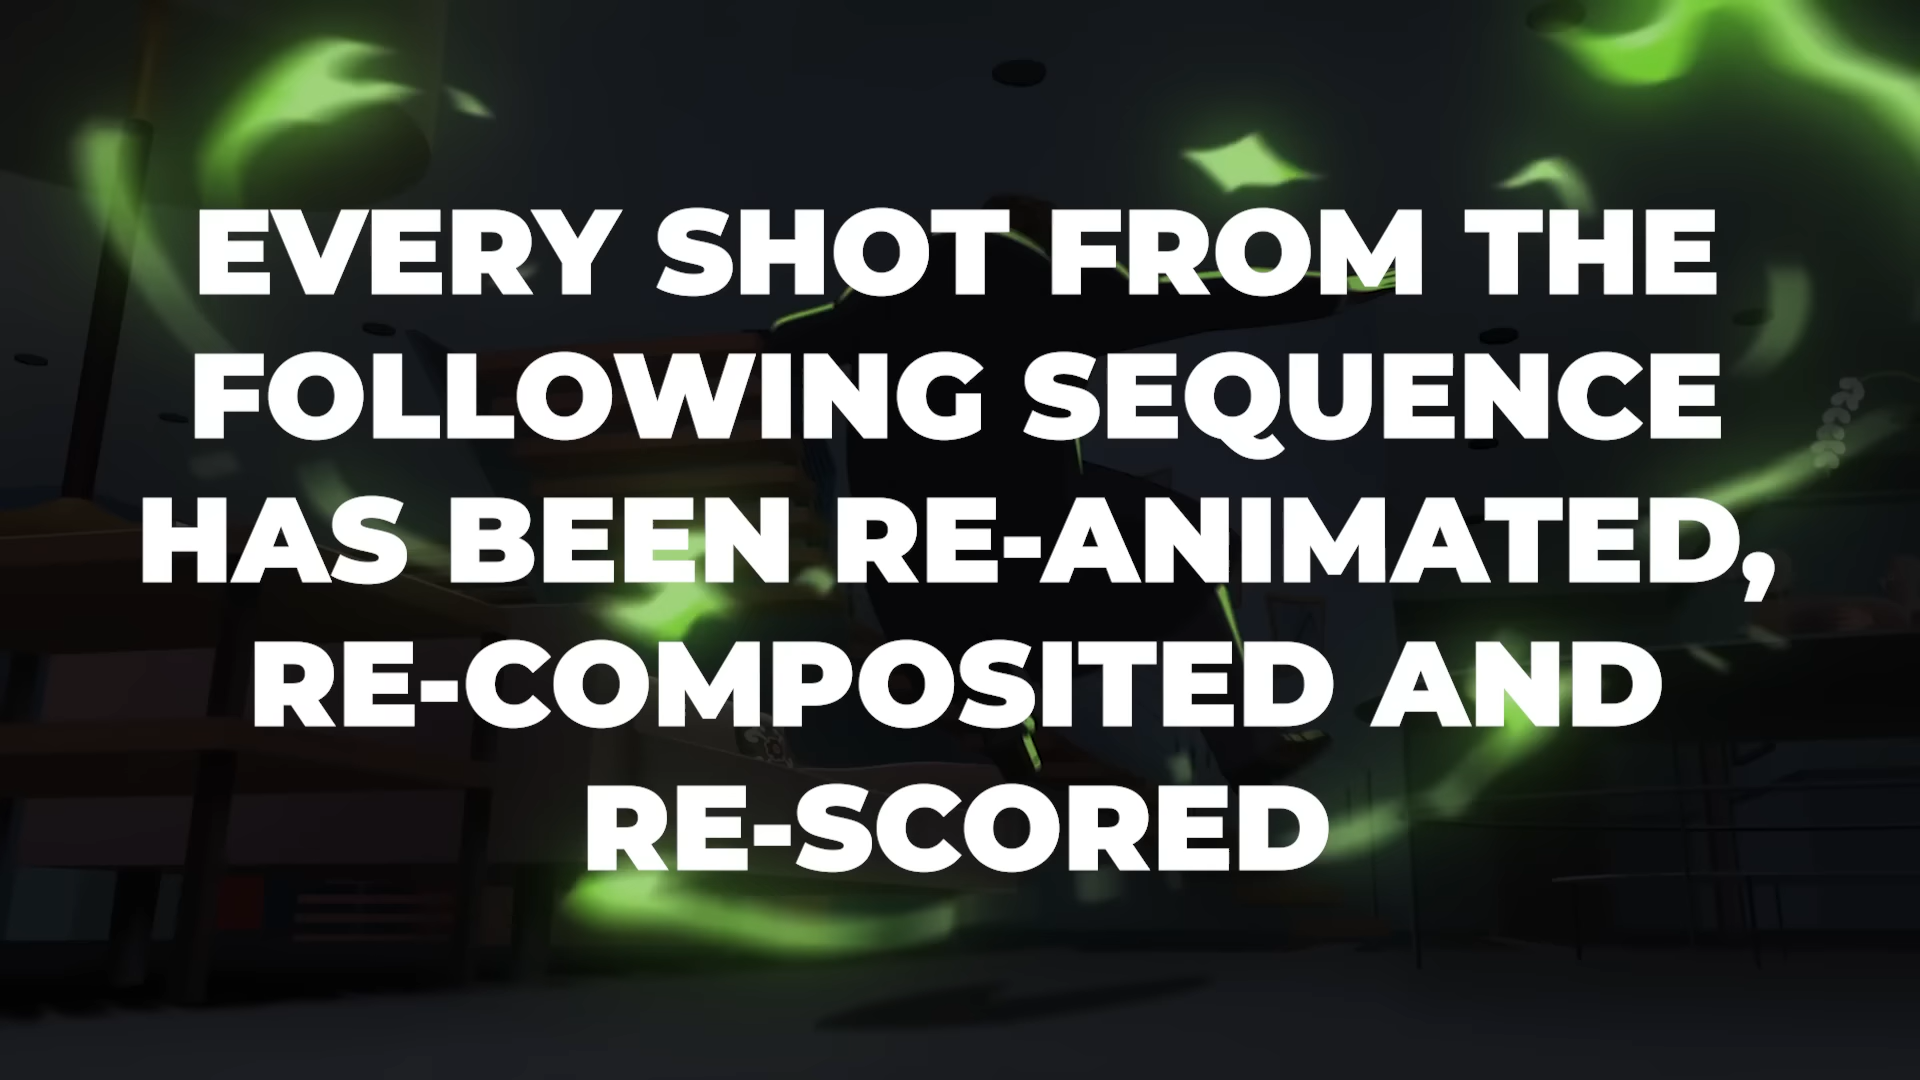 EVERY SHOT FROM THE
FOLLOWING SEQUENCE
HAS BEEN RE-ANIMATED,
RE-COMPOSITED AND
RE-SCORED